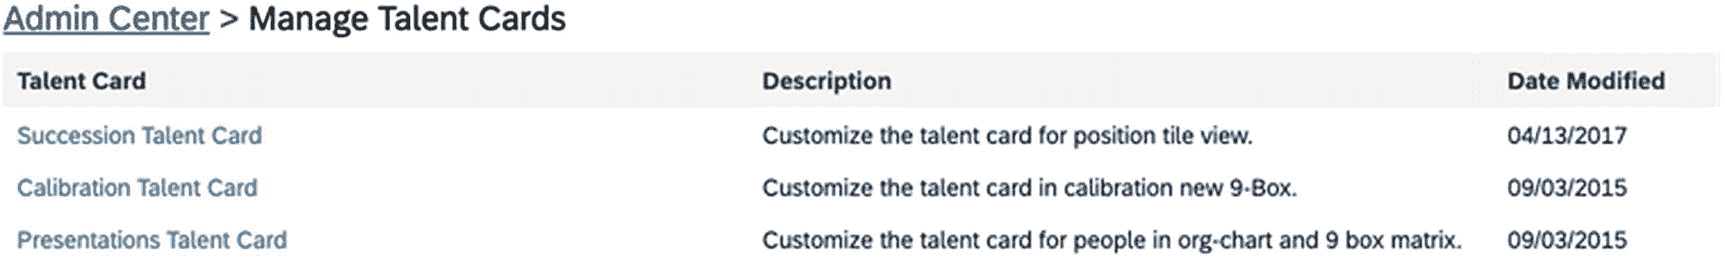 Admin Center > Manage Talent Cards
Talent Card Description Date Modified
Succession Talent Card Customize the talent card for position tile view. 04/13/2017
Calibration Talent Card Customize the talent card in calibration new 9-Box. 09/03/2015
Presentations Talent Card Customize the talent card for people in org-chart and 9 box matrix. 09/03/2015